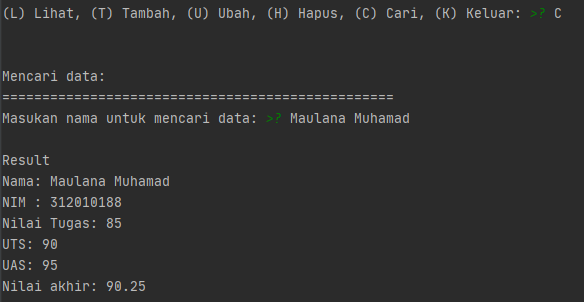 (L) Lihat, (T) Tambah, (U) Ubah, (H) Hapus, (C) Cari, (K) Keluar: >? C
Mencari data:
=================================================
Masukan nama untuk mencari data: >? Maulana Muhamad
Result
Nama: Maulana Muhamad
NIM : 312010188
Nilai Tugas: 85
UTS: 90
UAS: 95
Nilai akhir: 90.25